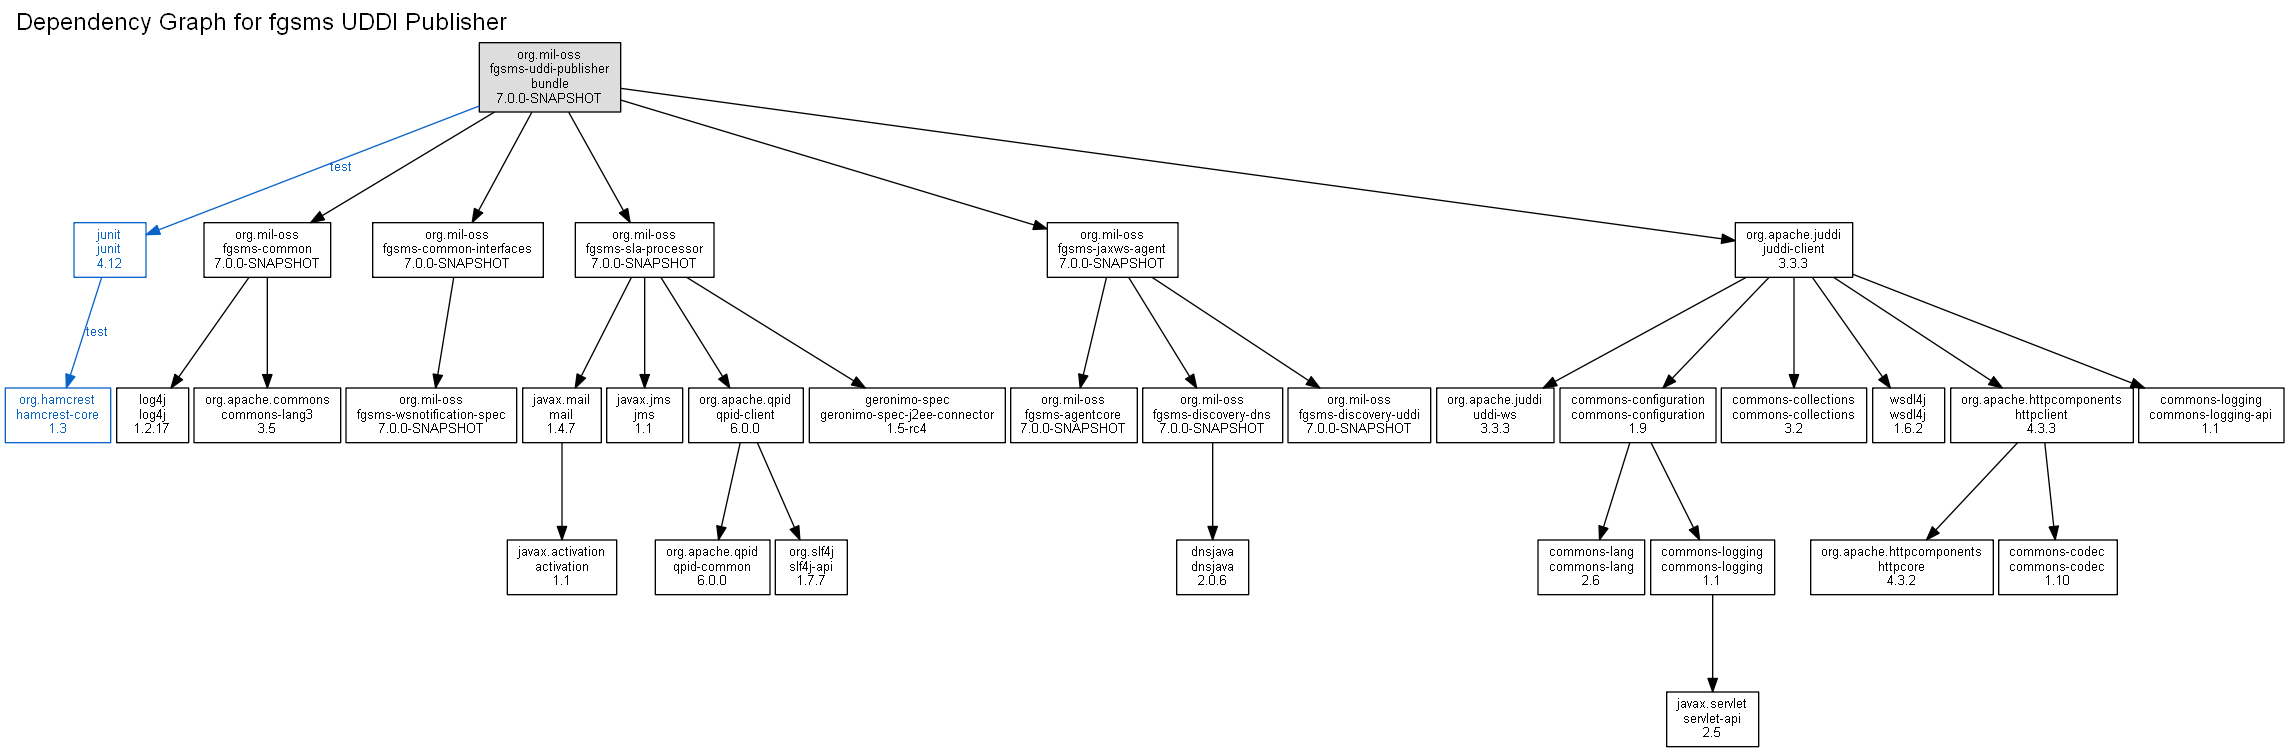 Dependency Graph for fgsms UDDI Publisher
org.mil-oss
fgsms-uddi-publisher
bundle
7.0.0-SNAPSHOT
test
junit
junit
4.12
org.mil-oss
fgsms-common
7.0.0-SNAPSHOT
org.mil-oss
fgsms-common-interfaces
7.0.0-SNAPSHOT
org.mil-oss
fgsms-sla-processor
7.0.0-SNAPSHOT
org.mil-oss
fgsms-jaxws-agent
7.0.0-SNAPSHOT
org.apache.juddi
juddi-client
3.3.3
test
org.hamcrest
hamcrest-core
1.3
log4j
log4j
1.2.17
org.apache.commons
commons-lang3
3.5
org.mil-oss
fgsms-wsnotification-spec
7.0.0-SNAPSHOT
javax.mail
mail
1.4.7
javax.jms
jms
1.1
org.apache.qpid
qpid-client
6.0.0
geronimo-spec
geronimo-spec-j2ee-connector
1.5-rc4
org.mil-oss
fgsms-agentcore
7.0.0-SNAPSHOT
org.mil-oss
fgsms-discovery-dns
7.0.0-SNAPSHOT
org.mil-oss
fgsms-discovery-uddi
7.0.0-SNAPSHOT
org.apache.juddi
uddi-ws
3.3.3
commons-configuration
commons-configuration
1.9
commons-collections
commons-collections
3.2
wsdl4j
wsdl4j
1.6.2
org.apache.httpcomponents
httpclient
4.3.3
commons-logging
commons-logging-api
1.1
javax.activation
activation
1.1
org.apache.qpid
qpid-common
6.0.0
org.slf4j
slf4j-api
1.7.7
dnsjava
dnsjava
2.0.6
commons-lang
commons-lang
2.6
commons-logging
commons-logging
1.1
org.apache.httpcomponents
httpcore
4.3.2
commons-codec
commons-codec
1.10
javax.servlet
servlet-api
2.5